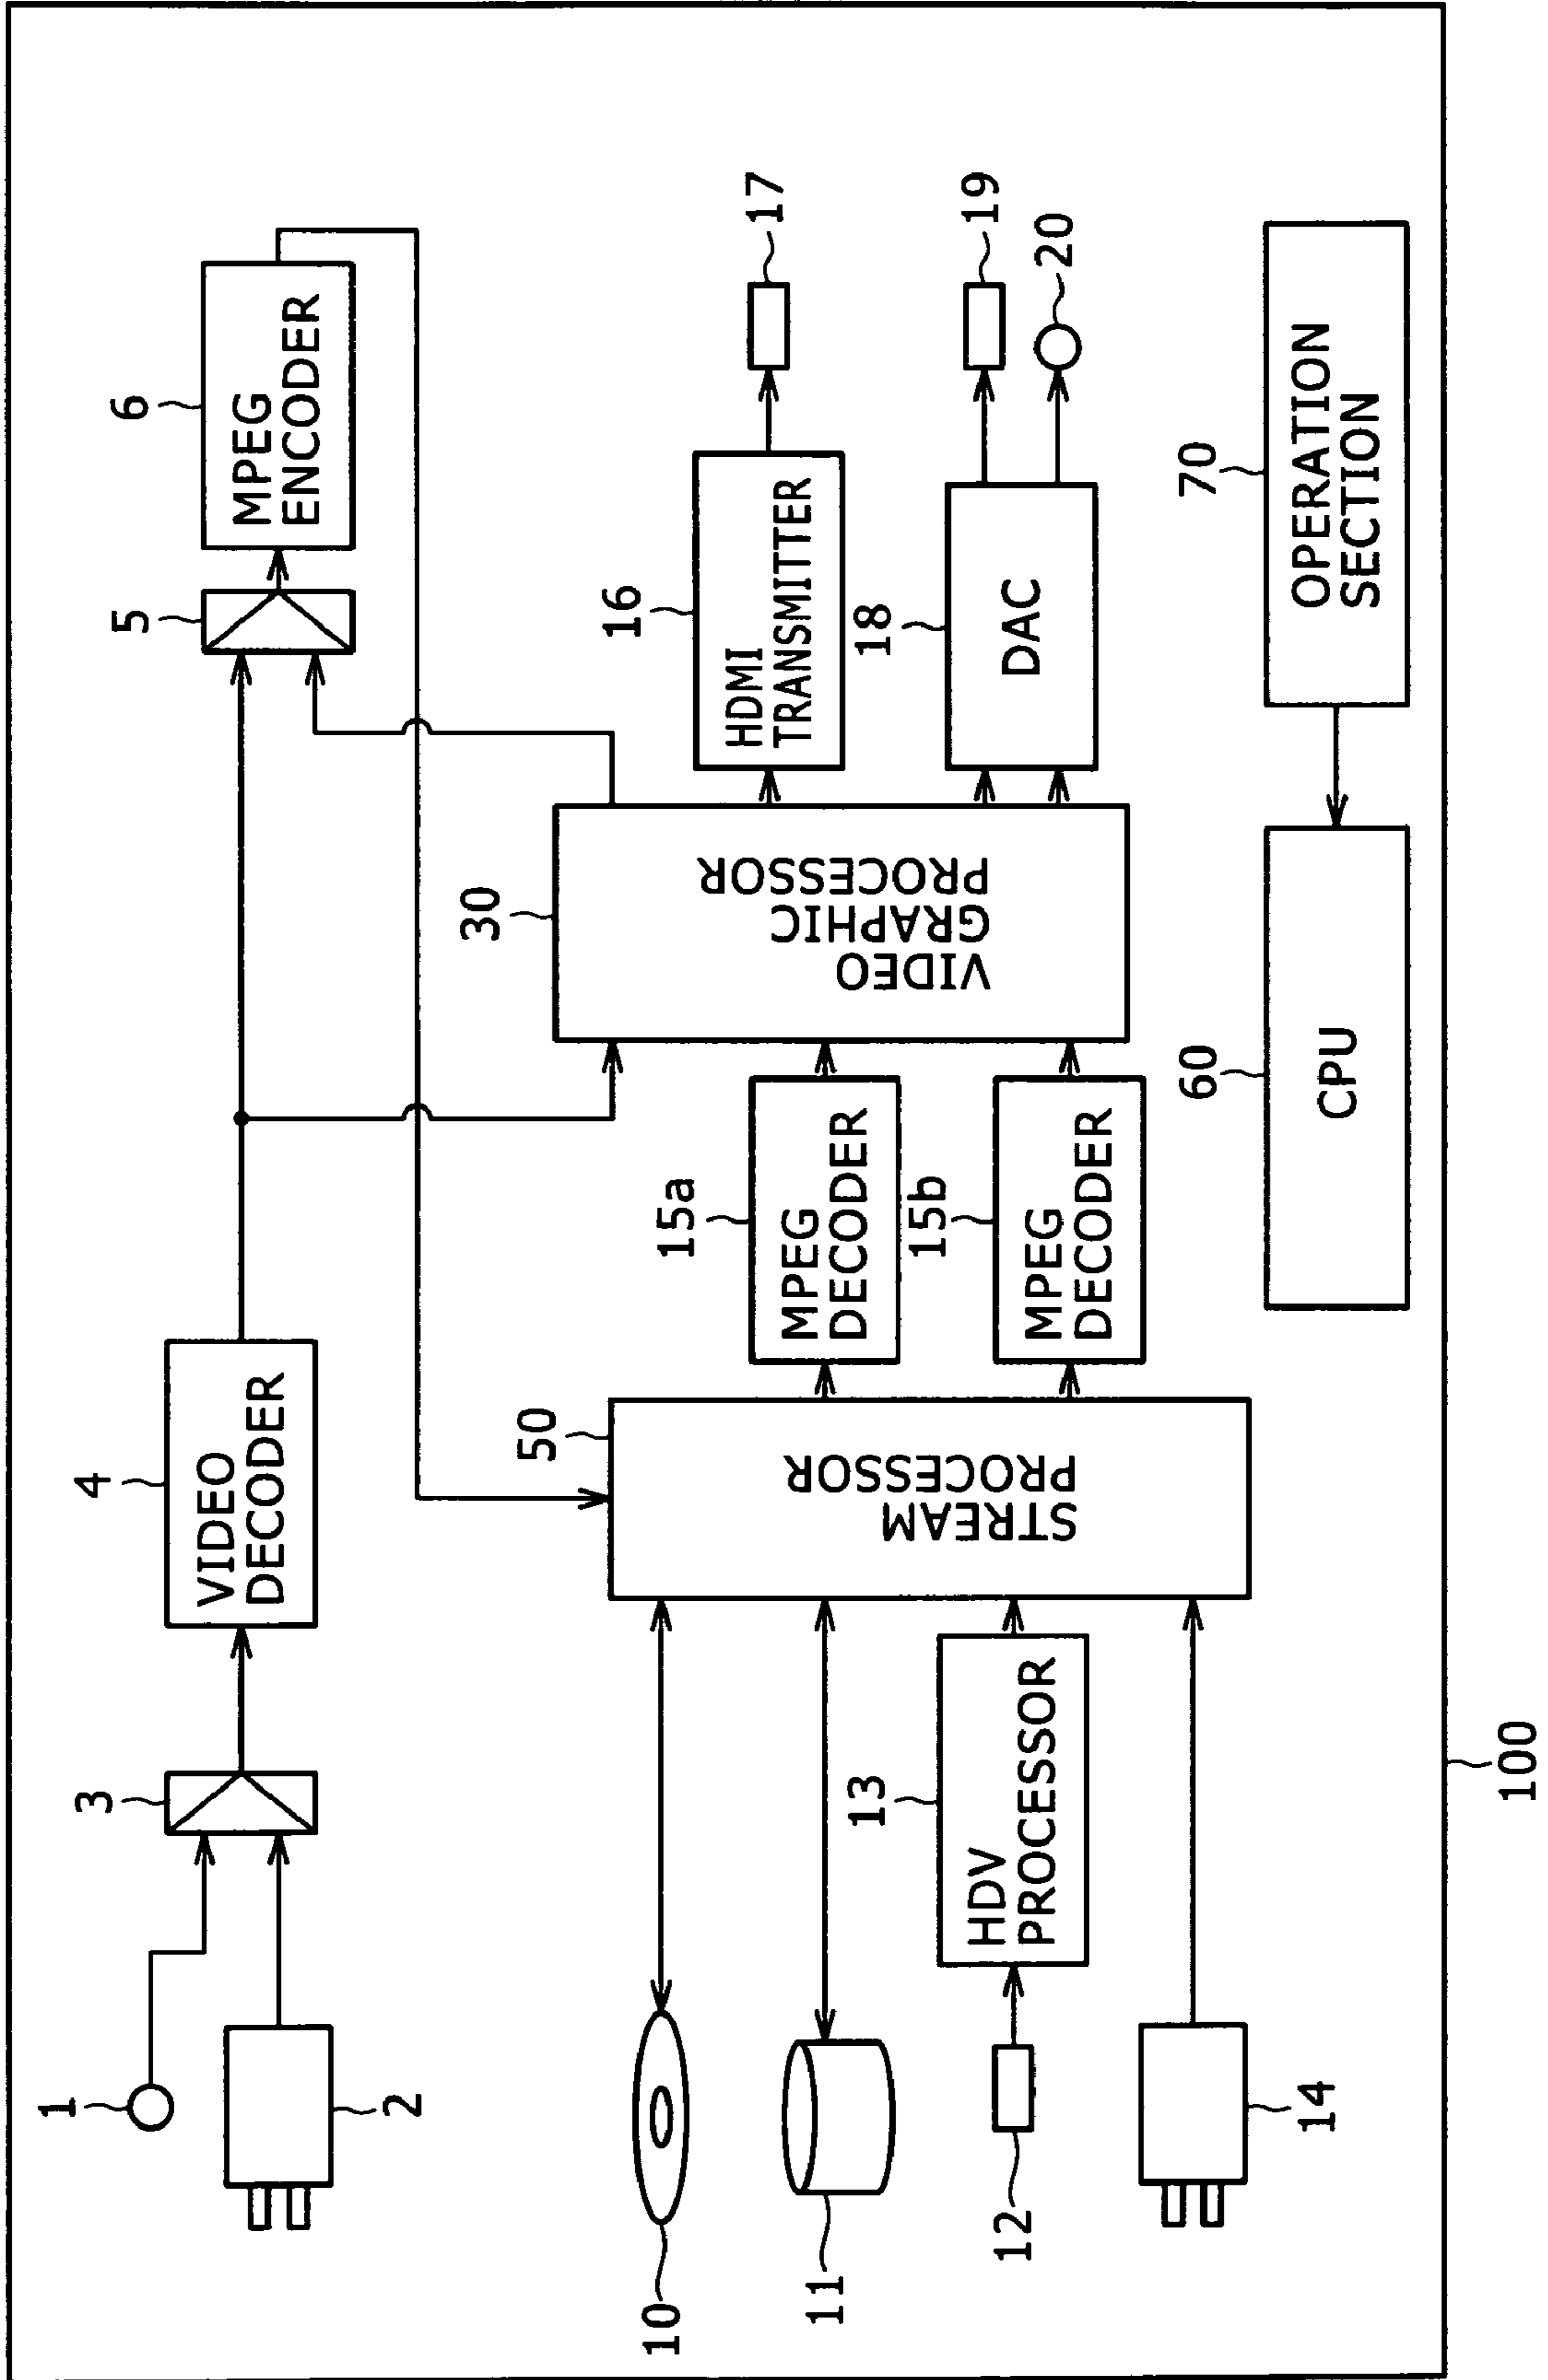 1
2
3
4
VIDEO
DECODER
5
6
MPEG
ENCODER
10
11
12
13
HDV
PROCESSOR
14
50
STREAM
PROCESSOR
15a
MPEG
DECODER
15b
MPEG
DECODER
30
VIDEO
GRAPHIC
PROCESSOR
16
HDMI
TRANSMITTER
17
18
DAC
19
20
60
CPU
70
OPERATION
SECTION
100